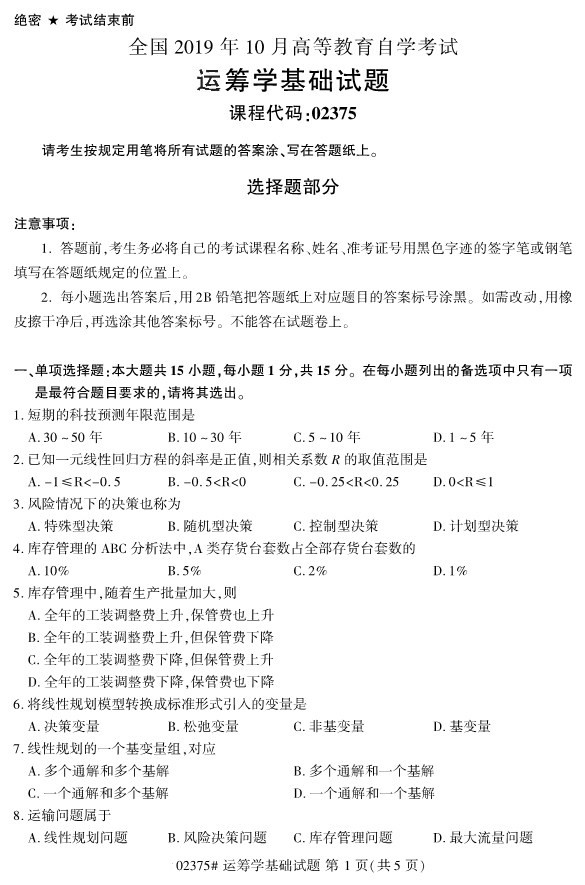 绝密 ★ 考试结束前
全国 2019 年 10 月高等教育自学考试
运筹学基础试题
课程代码:02375
请考生按规定用笔将所有试题的答案涂、写在答题纸上。
选择题部分
注意事项:
1. 答题前,考生务必将自己的考试课程名称、姓名、准考证号用黑色字迹的签字笔或钢笔
填写在答题纸规定的位置上。
2. 每小题选出答案后,用 2B 铅笔把答题纸上对应题目的答案标号涂黑。如需改动,用橡
皮擦干净后,再选涂其他答案标号。不能答在试题卷上。
一、单项选择题:本大题共 15 小题,每小题 1 分,共 15 分。在每小题列出的备选项中只有一项
是最符合题目要求的,请将其选出。
1. 短期的科技预测年限范围是
A. 30 ~ 50 年 B. 10 ~ 30 年 C. 5 ~ 10 年 D. 1 ~ 5 年
2. 已知一元线性回归方程的斜率是正值,则相关系数 R 的取值范围是
A. -1≤R<-0.5 B. -0.5<R<0 C. -0.25<R<0.25 D. 0<R≤1
3. 风险情况下的决策也称为
A. 特殊型决策 B. 随机型决策 C. 控制型决策 D. 计划型决策
4. 库存管理的 ABC 分析法中,A 类存货台套数占全部存货台套数的
A. 10% B. 5% C. 2% D. 1%
5. 库存管理中,随着生产批量加大,则
A. 全年的工装调整费上升,保管费也上升
B. 全年的工装调整费上升,但保管费下降
C. 全年的工装调整费下降,但保管费上升
D. 全年的工装调整费下降,保管费也下降
6. 将线性规划模型转换成标准形式引入的变量是
A. 决策变量 B. 松弛变量 C. 非基变量 D. 基变量
7. 线性规划的一个基变量组,对应
A. 多个通解和多个基解 B. 多个通解和一个基解
C. 一个通解和多个基解 D. 一个通解和一个基解
8. 运输问题属于
A. 线性规划问题 B. 风险决策问题 C. 库存管理问题 D. 最大流量问题
02375# 运筹学基础试题 第 1 页(共 5 页)